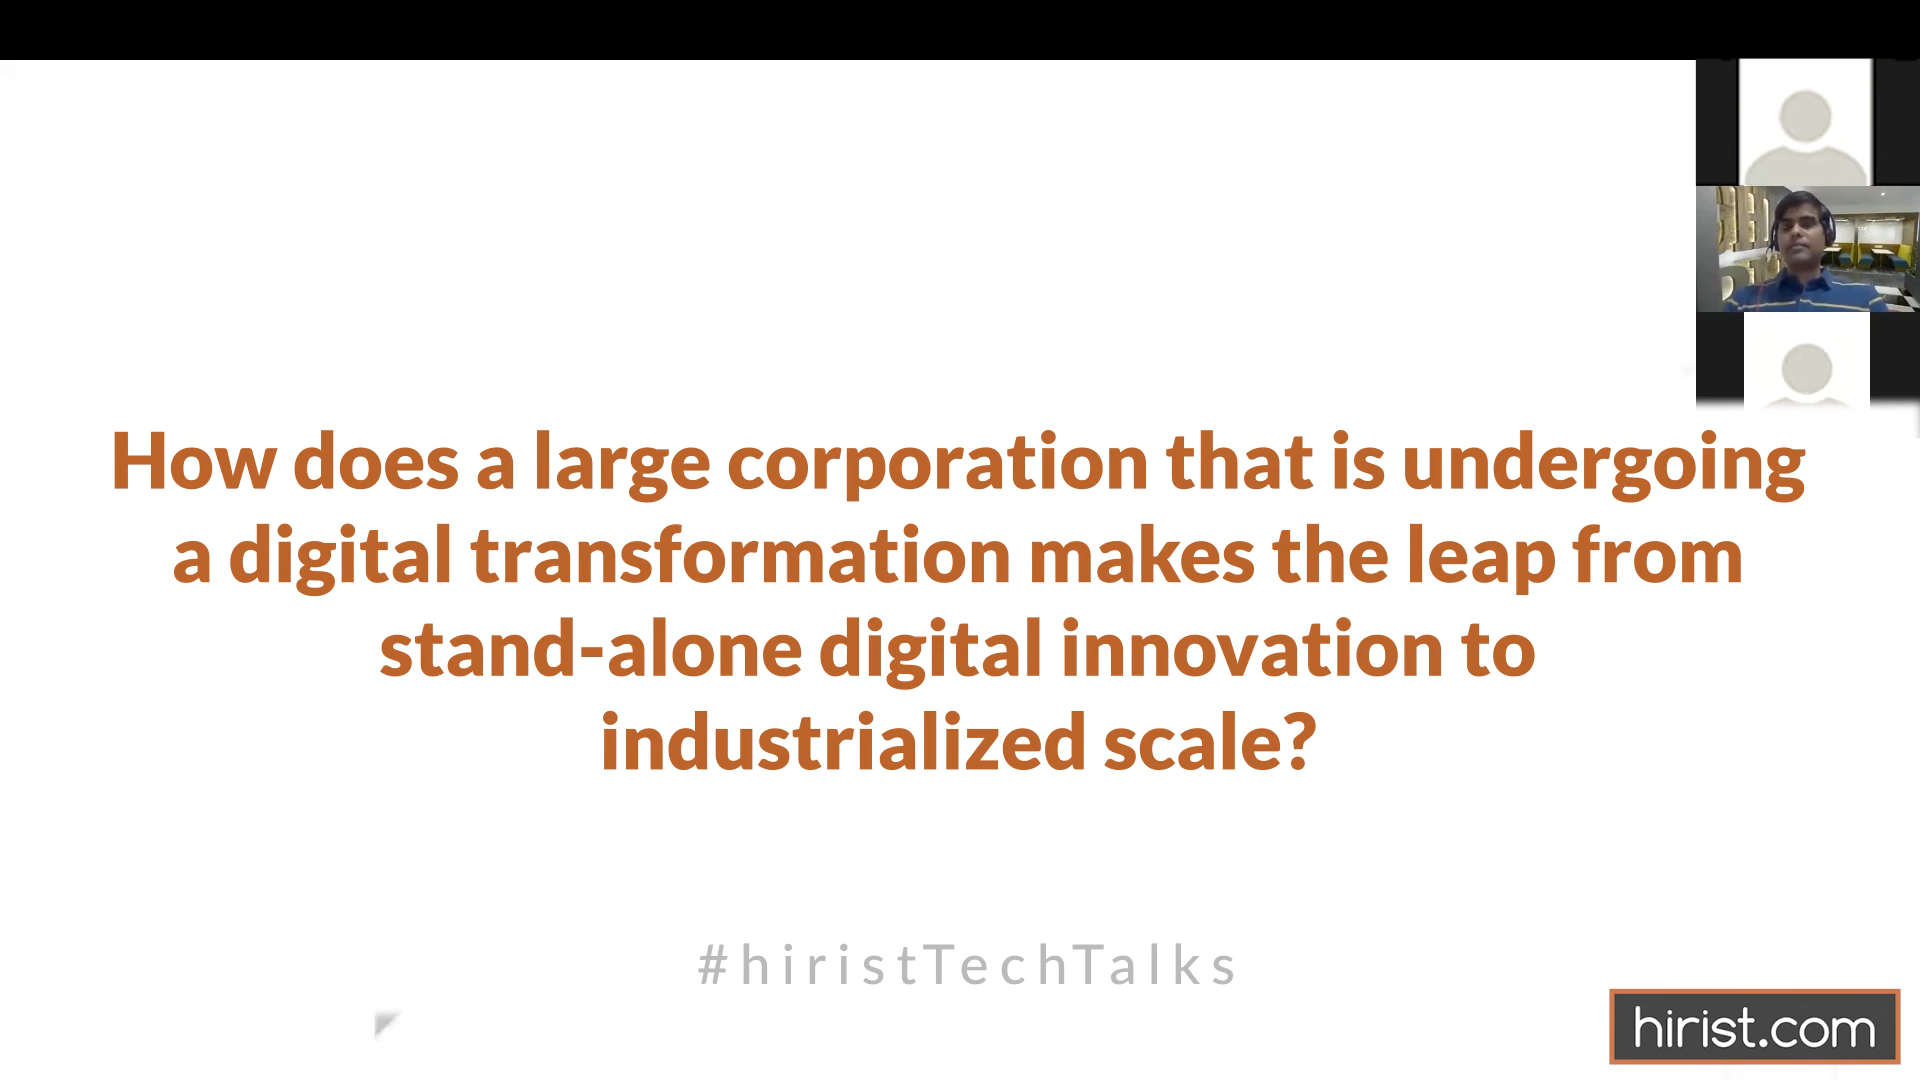 How does a large corporation that is undergoing
a digital transformation makes the leap from
stand-alone digital innovation to
industrialized scale?
#hiristTechTalks
hirist.com